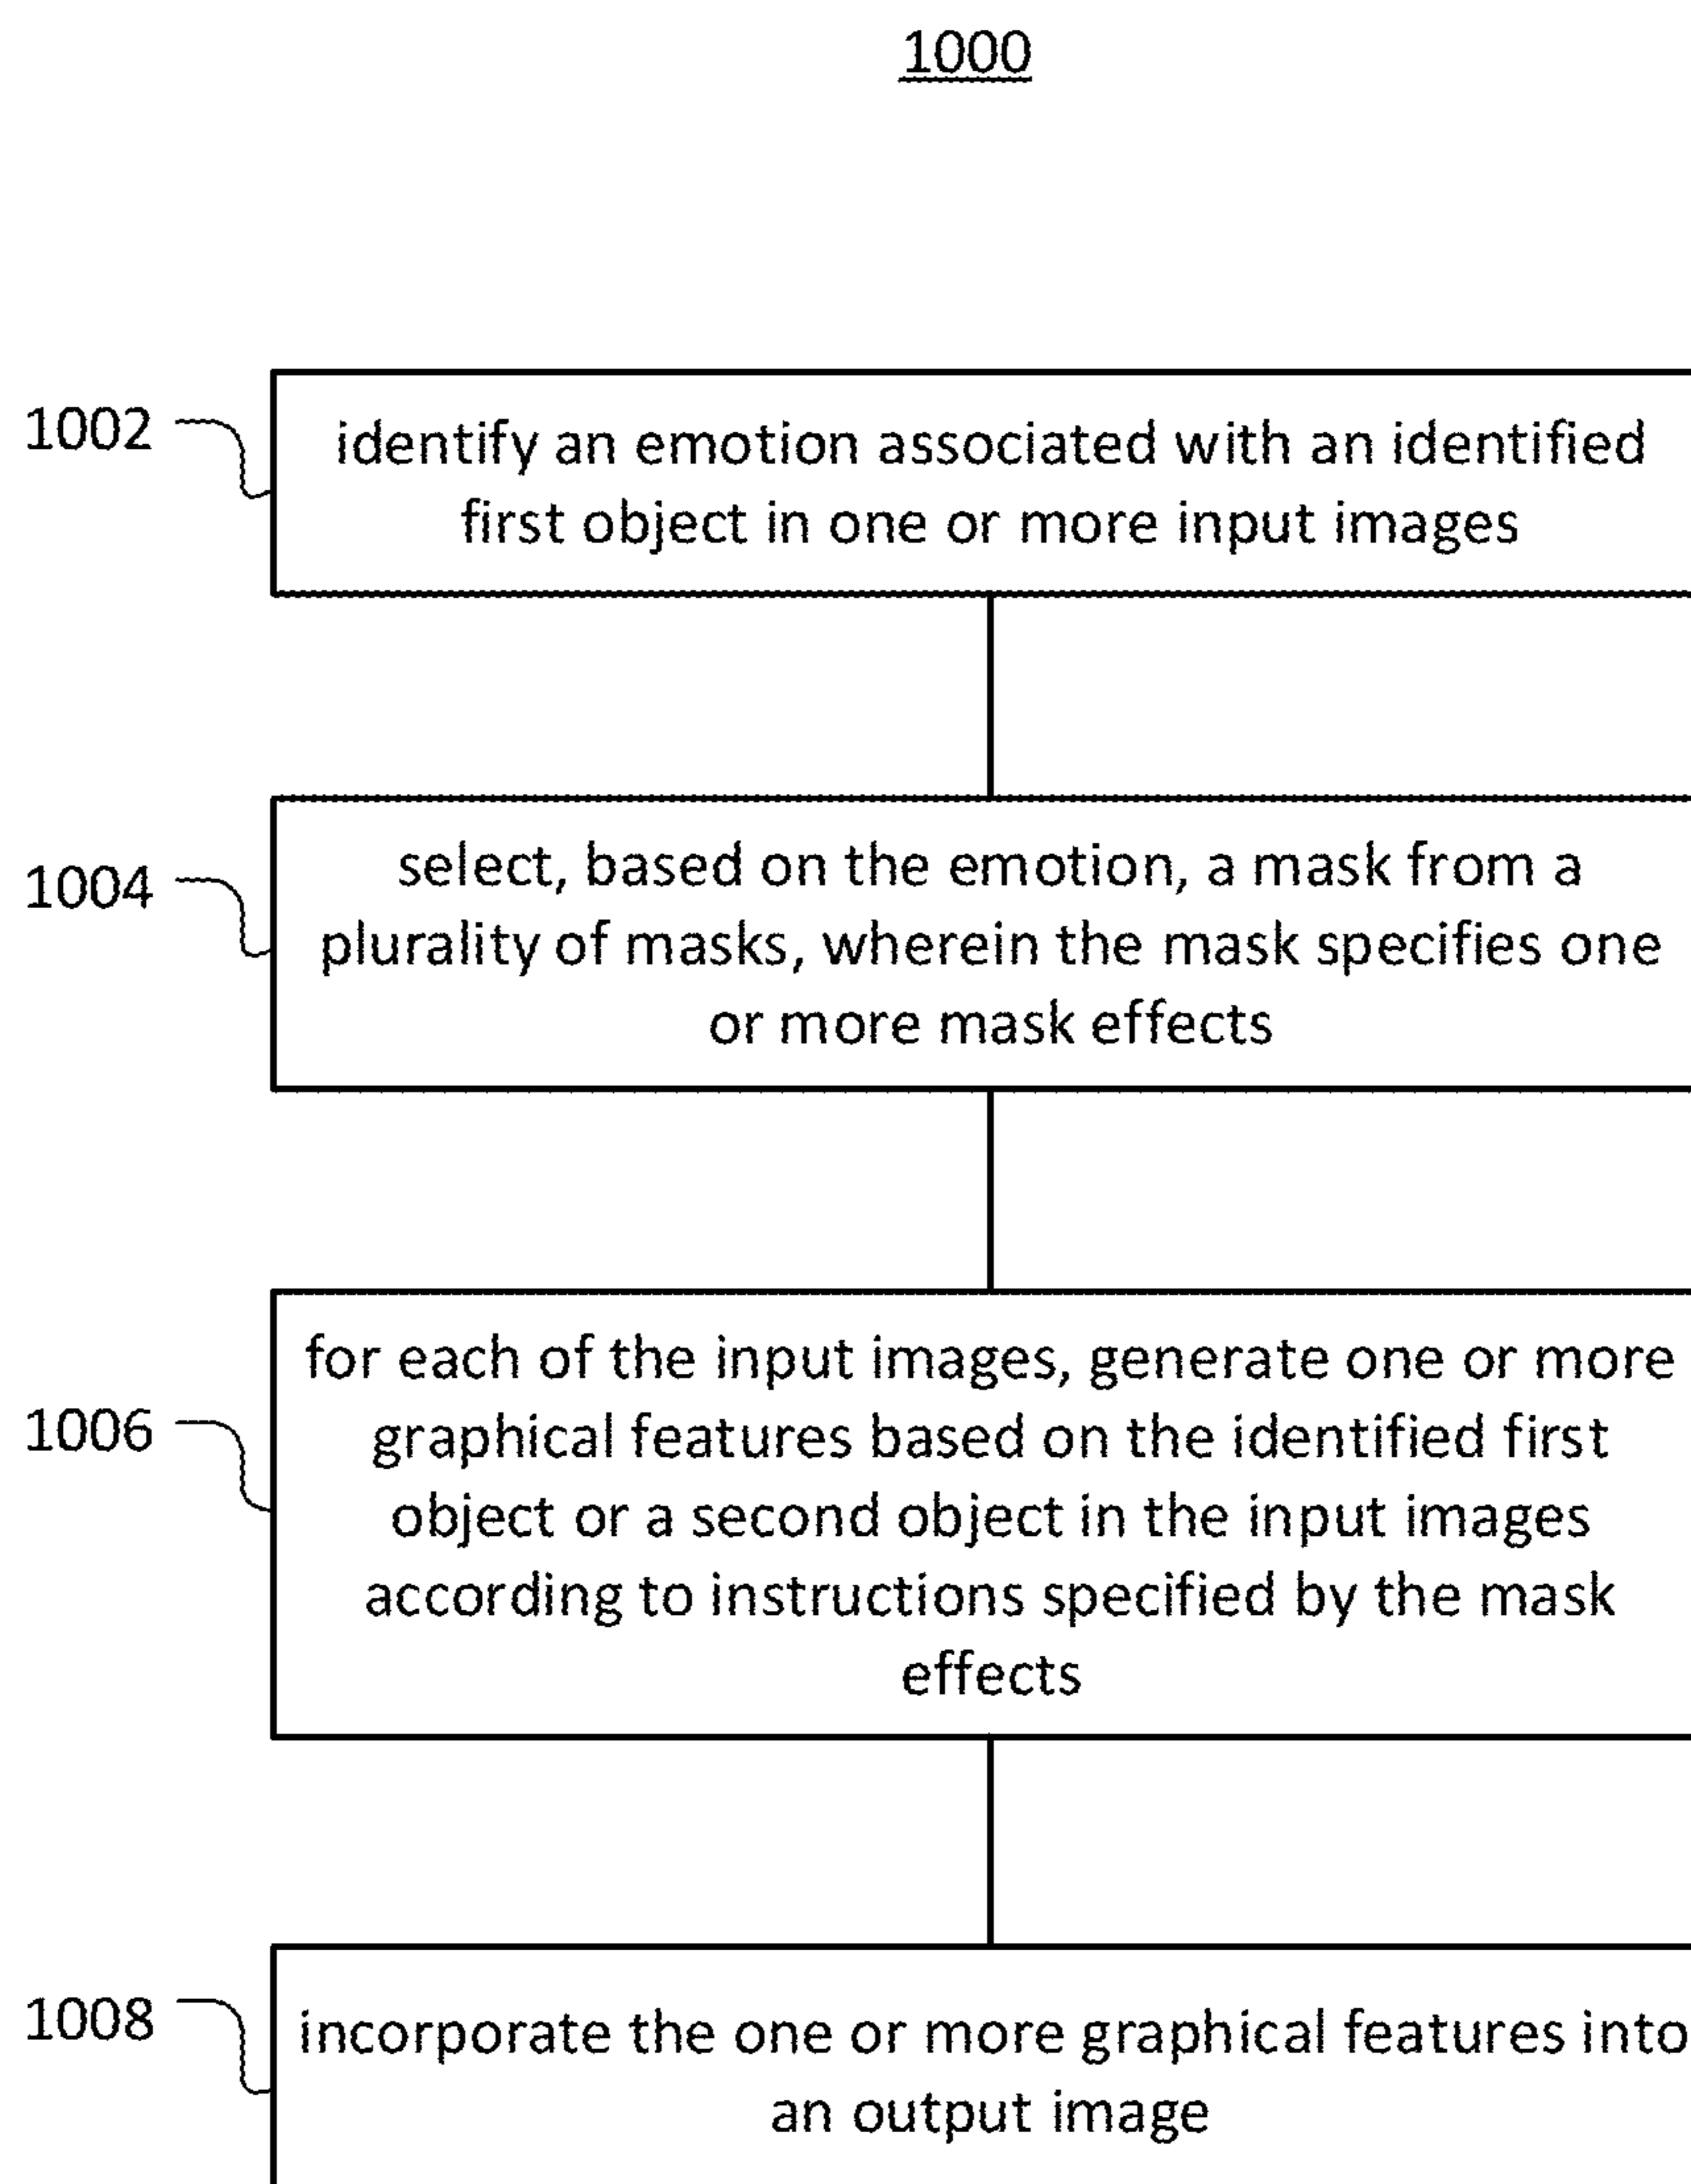 1000
1002
identify an emotion associated with an identified
first object in one or more input images
1004
select, based on the emotion, a mask from a
plurality of masks, wherein the mask specifies one
or more mask effects
1006
for each of the input images, generate one or more
graphical features based on the identified first
object or a second object in the input images
according to instructions specified by the mask
effects
1008
incorporate the one or more graphical features into
an output image